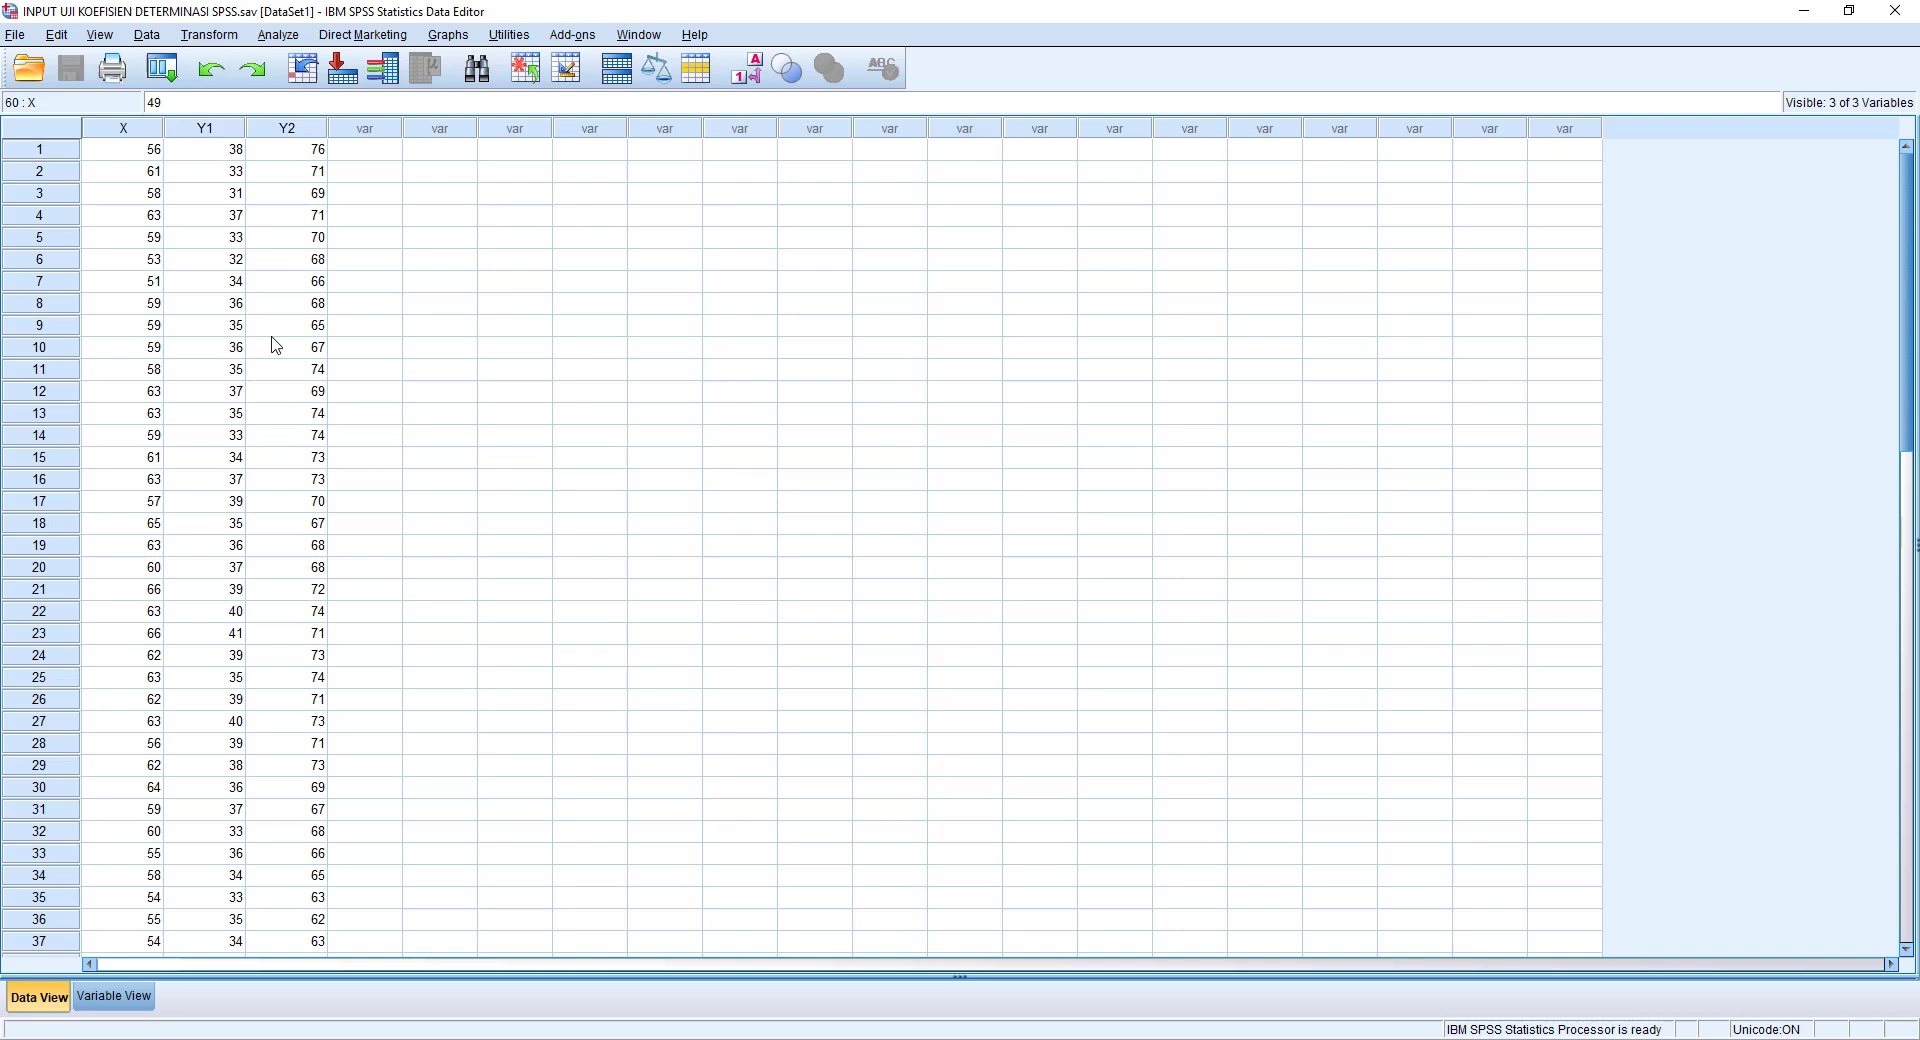 INPUT UJI KOEFISIEN DETERMINASI SPSS.sav [DataSet1] - IBM SPSS Statistics Data Editor
File Edit View Data Transform Analyze Direct Marketing Graphs Utilities Add-ons Window Help
60 : X 49 Visible: 3 of 3 Variables
X Y1 Y2 var var var var var var var var var var var var var var var var var
1 56 38 76
2 61 33 71
3 58 31 69
4 63 37 71
5 59 33 70
6 53 32 68
7 51 34 66
8 59 36 68
9 59 35 65
10 59 36 67
11 58 35 74
12 63 37 69
13 63 35 74
14 59 33 74
15 61 34 73
16 63 37 73
17 57 39 70
18 65 35 67
19 63 36 68
20 60 37 68
21 66 39 72
22 63 40 74
23 66 41 71
24 62 39 73
25 63 35 74
26 62 39 71
27 63 40 73
28 56 39 71
29 62 38 73
30 64 36 69
31 59 37 67
32 60 33 68
33 55 36 66
34 58 34 65
35 54 33 63
36 55 35 62
37 54 34 63
Data View Variable View
IBM SPSS Statistics Processor is ready Unicode:ON